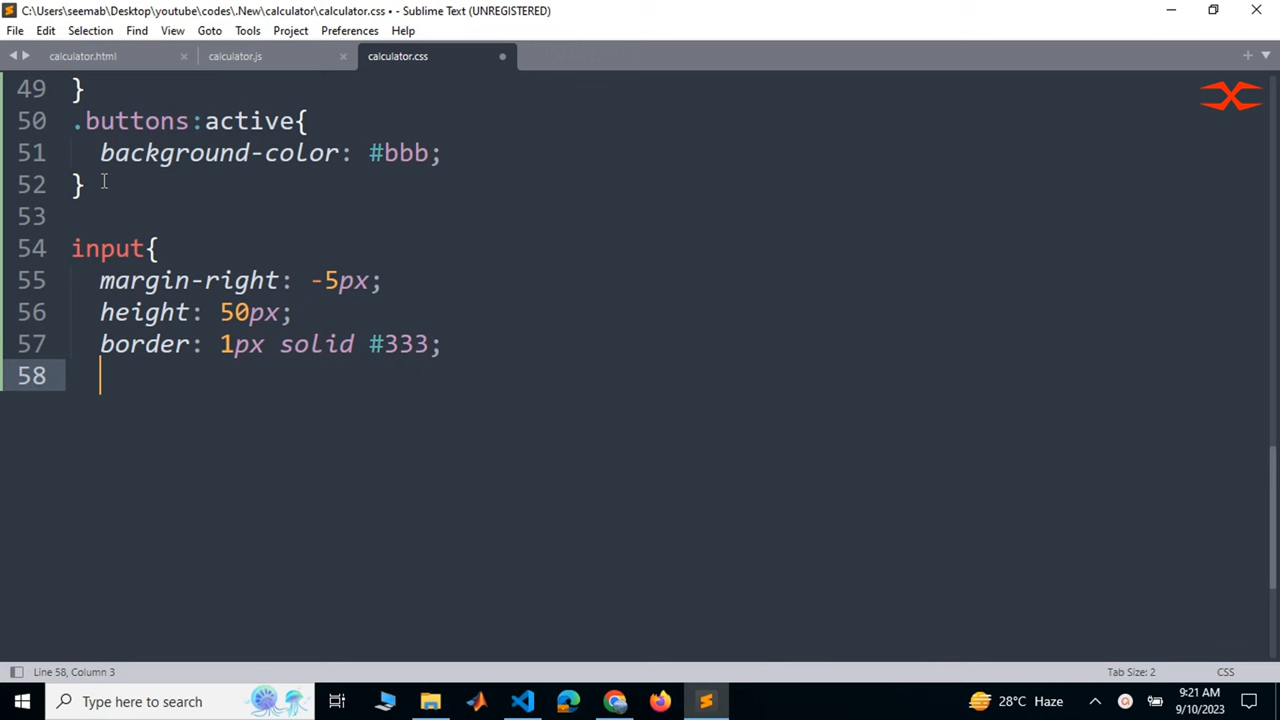 C:\Users\seemab\Desktop\youtube\codes\.New\calculator\calculator.css • - Sublime Text (UNREGISTERED)
File Edit Selection Find View Goto Tools Project Preferences Help
calculator.html calculator.js calculator.css
49 }
50 .buttons:active{
51 background-color: #bbb;
52 }
53
54 input{
55 margin-right: -5px;
56 height: 50px;
57 border: 1px solid #333;
58
Line 58, Column 3 Tab Size: 2 CSS
Type here to search 28°C Haze 9:21 AM
9/10/2023